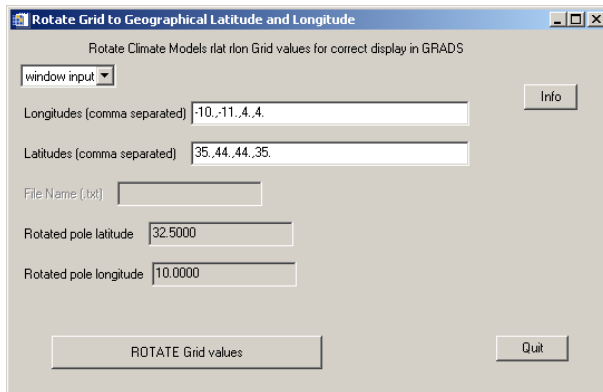 Rotate Grid to Geographical Latitude and Longitude
Rotate Climate Models rlat rlon Grid values for correct display in GRADS
window input
Info
Longitudes (comma separated) -10.,-11.,4.,4.
Latitudes (comma separated) 35.,44.,44.,35.
File Name (.txt)
Rotated pole latitude 32.5000
Rotated pole longitude 10.0000
ROTATE Grid values Quit